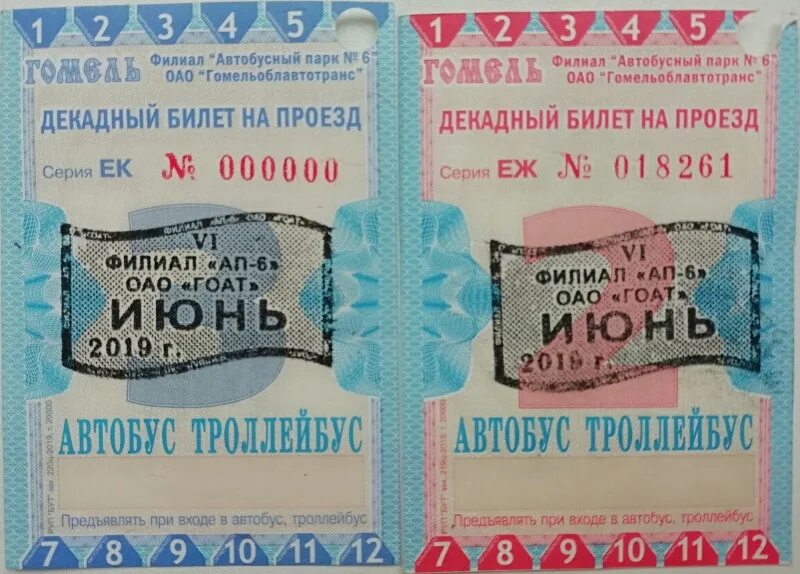 1 2 3 4 5
ГОМЕЛЬ Филиал "Автобусный парк № 6"
ОАО "Гомельоблавтотранс"
ДЕКАДНЫЙ БИЛЕТ НА ПРОЕЗД
Серия ЕК № 000000
3
VI
ФИЛИАЛ «АП-6»
ОАО «ГОАТ»
ИЮНЬ
2019 г.
АВТОБУС ТРОЛЛЕЙБУС
Предъявлять при входе в автобус, троллейбус
7 8 9 10 11 12
1 2 3 4 5
ГОМЕЛЬ Филиал "Автобусный парк № 6"
ОАО "Гомельоблавтотранс"
ДЕКАДНЫЙ БИЛЕТ НА ПРОЕЗД
Серия ЕЖ № 018261
2
VI
ФИЛИАЛ «АП-6»
ОАО «ГОАТ»
ИЮНЬ
2019 г.
АВТОБУС ТРОЛЛЕЙБУС
Предъявлять при входе в автобус, троллейбус
7 8 9 10 11 12